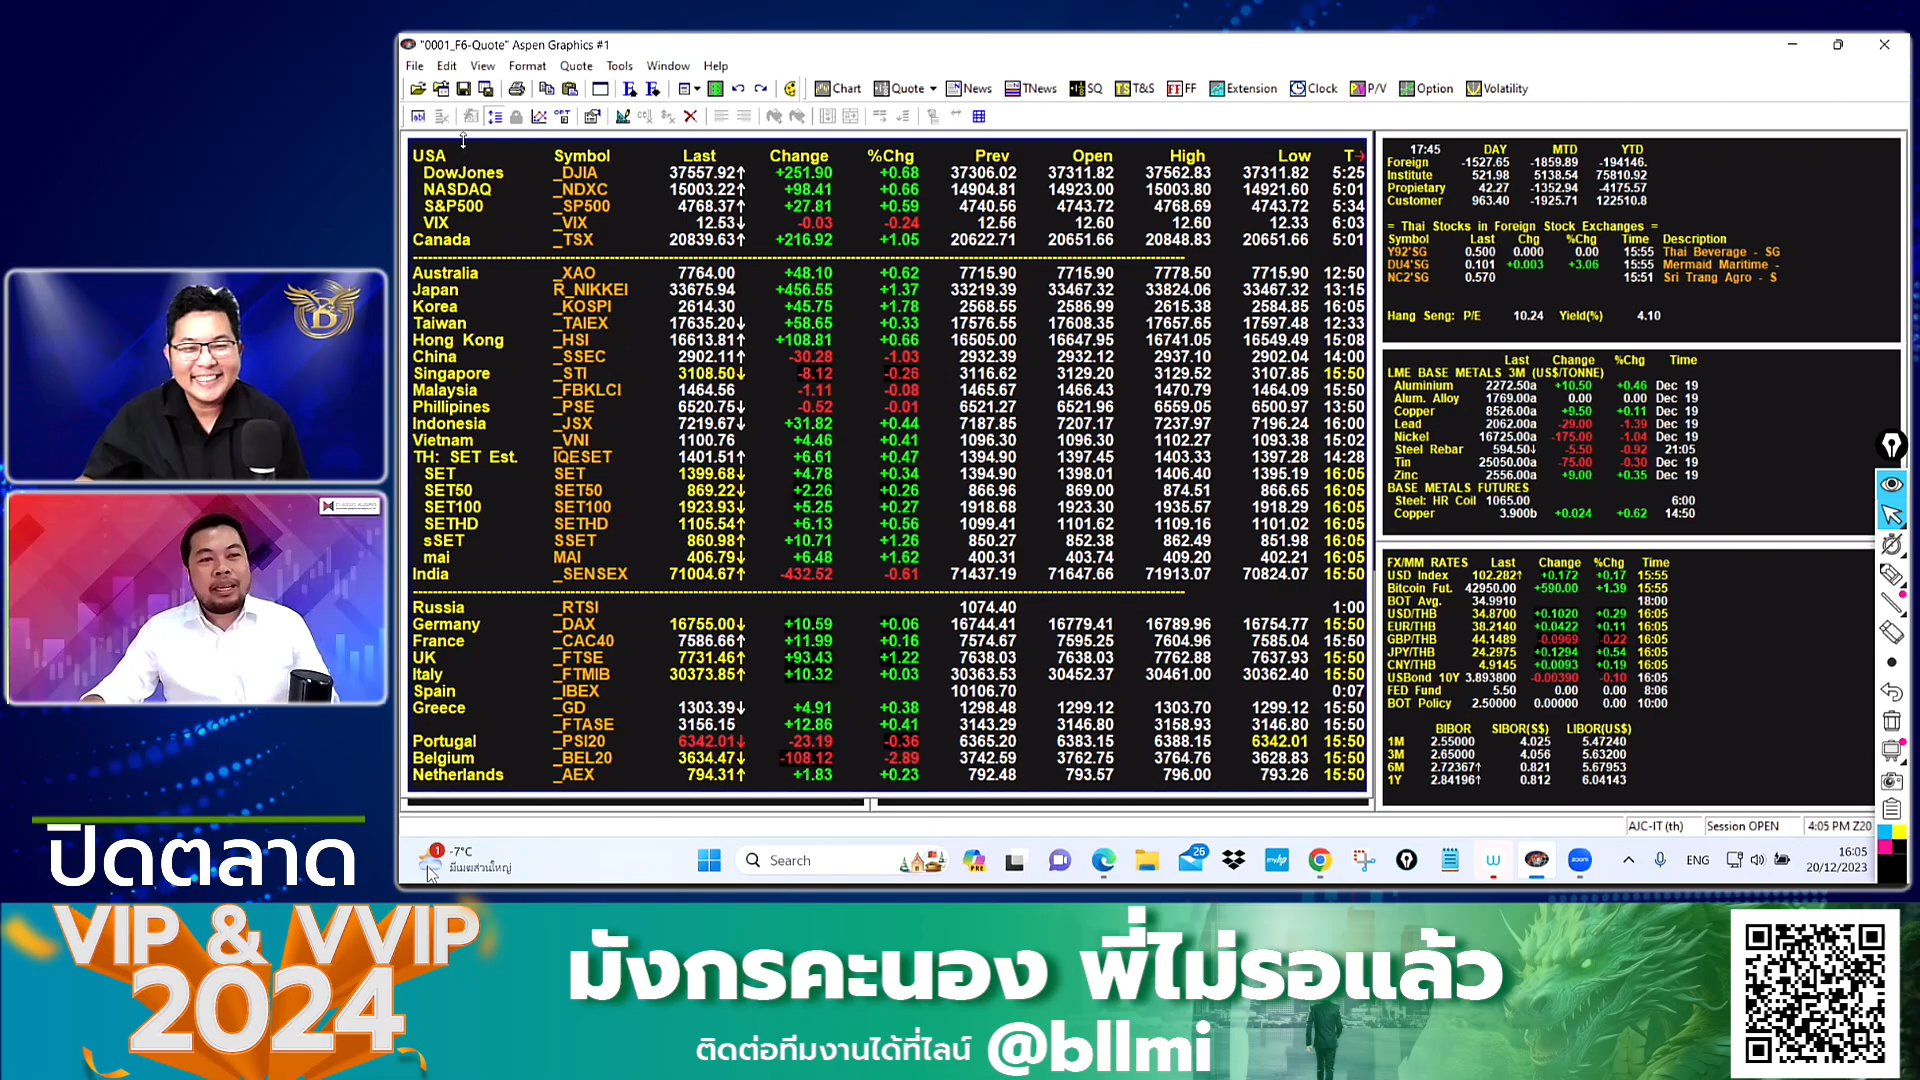 "0001_F6-Quote" Aspen Graphics #1
File Edit View Format Quote Tools Window Help
Chart Quote News TNews SQ T&S FF Extension Clock P/V Option Volatility
USA Symbol Last Change %Chg Prev Open High Low T
DowJones _DJIA 37557.92↑ +251.90 +0.68 37306.02 37311.82 37562.83 37311.82 5:25
NASDAQ _NDXC 15003.22↑ +98.41 +0.66 14904.81 14923.00 15003.80 14921.60 5:01
S&P500 _SP500 4768.37↑ +27.81 +0.59 4740.56 4743.72 4768.69 4743.72 5:34
VIX _VIX 12.53↓ -0.03 -0.24 12.56 12.60 12.60 12.33 6:03
Canada _TSX 20839.63↑ +216.92 +1.05 20622.71 20651.66 20848.83 20651.66 5:01
Australia _XAO 7764.00 +48.10 +0.62 7715.90 7715.90 7778.50 7715.90 12:50
Japan R_NIKKEI 33675.94 +456.55 +1.37 33219.39 33467.32 33824.06 33467.32 13:15
Korea _KOSPI 2614.30 +45.75 +1.78 2568.55 2586.99 2615.38 2584.85 16:05
Taiwan _TAIEX 17635.20↓ +58.65 +0.33 17576.55 17608.35 17657.65 17597.48 12:33
Hong Kong _HSI 16613.81↑ +108.81 +0.66 16505.00 16647.95 16741.05 16549.49 15:08
China _SSEC 2902.11↑ -30.28 -1.03 2932.39 2932.12 2937.10 2902.04 14:00
Singapore _STI 3108.50↓ -8.12 -0.26 3116.62 3129.20 3129.52 3107.85 15:50
Malaysia _FBKLCI 1464.56 -1.11 -0.08 1465.67 1466.43 1470.79 1464.09 15:50
Phillipines _PSE 6520.75↓ -0.52 -0.01 6521.27 6521.96 6559.05 6500.97 13:50
Indonesia _JSX 7219.67↓ +31.82 +0.44 7187.85 7207.17 7237.97 7196.24 16:00
Vietnam _VNI 1100.76 +4.46 +0.41 1096.30 1096.30 1102.27 1093.38 15:02
TH: SET Est. IQESET 1401.51↑ +6.61 +0.47 1394.90 1397.45 1403.33 1397.28 14:28
SET SET 1399.68↓ +4.78 +0.34 1394.90 1398.01 1406.40 1395.19 16:05
SET50 SET50 869.22↓ +2.26 +0.26 866.96 869.00 874.51 866.65 16:05
SET100 SET100 1923.93↓ +5.25 +0.27 1918.68 1923.30 1935.57 1918.29 16:05
SETHD SETHD 1105.54↑ +6.13 +0.56 1099.41 1101.62 1109.16 1101.02 16:05
sSET SSET 860.98↑ +10.71 +1.26 850.27 852.38 862.49 851.98 16:05
mai MAI 406.79↓ +6.48 +1.62 400.31 403.74 409.20 402.21 16:05
India _SENSEX 71004.67↑ -432.52 -0.61 71437.19 71647.66 71913.07 70824.07 15:50
Russia _RTSI 1074.40 1:00
Germany _DAX 16755.00↓ +10.59 +0.06 16744.41 16779.41 16789.96 16754.77 15:50
France _CAC40 7586.66↑ +11.99 +0.16 7574.67 7595.25 7604.96 7585.04 15:50
UK _FTSE 7731.46↑ +93.43 +1.22 7638.03 7638.03 7762.88 7637.93 15:50
Italy _FTMIB 30373.85↑ +10.32 +0.03 30363.53 30452.37 30461.00 30362.40 15:50
Spain _IBEX 10106.70 0:07
Greece _GD 1303.39↓ +4.91 +0.38 1298.48 1299.12 1303.70 1299.12 15:50
_FTASE 3156.15 +12.86 +0.41 3143.29 3146.80 3158.93 3146.80 15:50
Portugal _PSI20 6342.01↓ -23.19 -0.36 6365.20 6383.15 6388.15 6342.01 15:50
Belgium _BEL20 3634.47↓ -108.12 -2.89 3742.59 3762.75 3764.76 3628.83 15:50
Netherlands _AEX 794.31↑ +1.83 +0.23 792.48 793.57 796.00 793.26 15:50
17:45 DAY MTD YTD
Foreign -1527.65 -1859.89 -194146.
Institute 521.98 5138.54 75810.92
Propietary 42.27 -1352.94 -4175.57
Customer 963.40 -1925.71 122510.8
= Thai Stocks in Foreign Stock Exchanges =
Symbol Last Chg %Chg Time Description
Y92'SG 0.500 0.000 0.00 15:55 Thai Beverage - SG
DU4'SG 0.101 +0.003 +3.06 15:55 Mermaid Maritime -
NC2'SG 0.570 15:51 Sri Trang Agro - S
Hang Seng: P/E 10.24 Yield(%) 4.10
Last Change %Chg Time
LME BASE METALS 3M (US$/TONNE)
Aluminium 2272.50a +10.50 +0.46 Dec 19
Alum. Alloy 1769.00a 0.00 0.00 Dec 19
Copper 8526.00a +9.50 +0.11 Dec 19
Lead 2062.00a -29.00 -1.39 Dec 19
Nickel 16725.00a -175.00 -1.04 Dec 19
Steel Rebar 594.50↓ -5.50 -0.92 21:05
Tin 25050.00a -75.00 -0.30 Dec 19
Zinc 2556.00a +9.00 +0.35 Dec 19
BASE METALS FUTURES
Steel: HR Coil 1065.00 6:00
Copper 3.900b +0.024 +0.62 14:50
FX/MM RATES Last Change %Chg Time
USD Index 102.282↑ +0.172 +0.17 15:55
Bitcoin Fut. 42950.00 +590.00 +1.39 15:55
BOT Avg. 34.9910 18:00
USD/THB 34.8700 +0.1020 +0.29 16:05
EUR/THB 38.2140 +0.0422 +0.11 16:05
GBP/THB 44.1489 -0.0969 -0.22 16:05
JPY/THB 24.2975 +0.1294 +0.54 16:05
CNY/THB 4.9145 +0.0093 +0.19 16:05
USBond 10Y 3.893800 -0.00390 -0.10 16:05
FED Fund 5.50 0.00 0.00 8:06
BOT Policy 2.50000 0.00000 0.00 10:00
BIBOR SIBOR(S$) LIBOR(US$)
1M 2.55000 4.025 5.47240
3M 2.65000 4.056 5.63200
6M 2.72367↑ 0.821 5.67953
1Y 2.84196↑ 0.812 6.04143
AJC-IT (th) Session OPEN 4:05 PM Z20
1 -7°C
มีเมฆส่วนใหญ่
Search
PRE
26
myhp
zoom
ENG
16:05
20/12/2023
ปิดตลาด
VIP & VVIP
2024
มังกรคะนอง พี่ไม่รอแล้ว
ติดต่อทีมงานได้ที่ไลน์ @bllmi